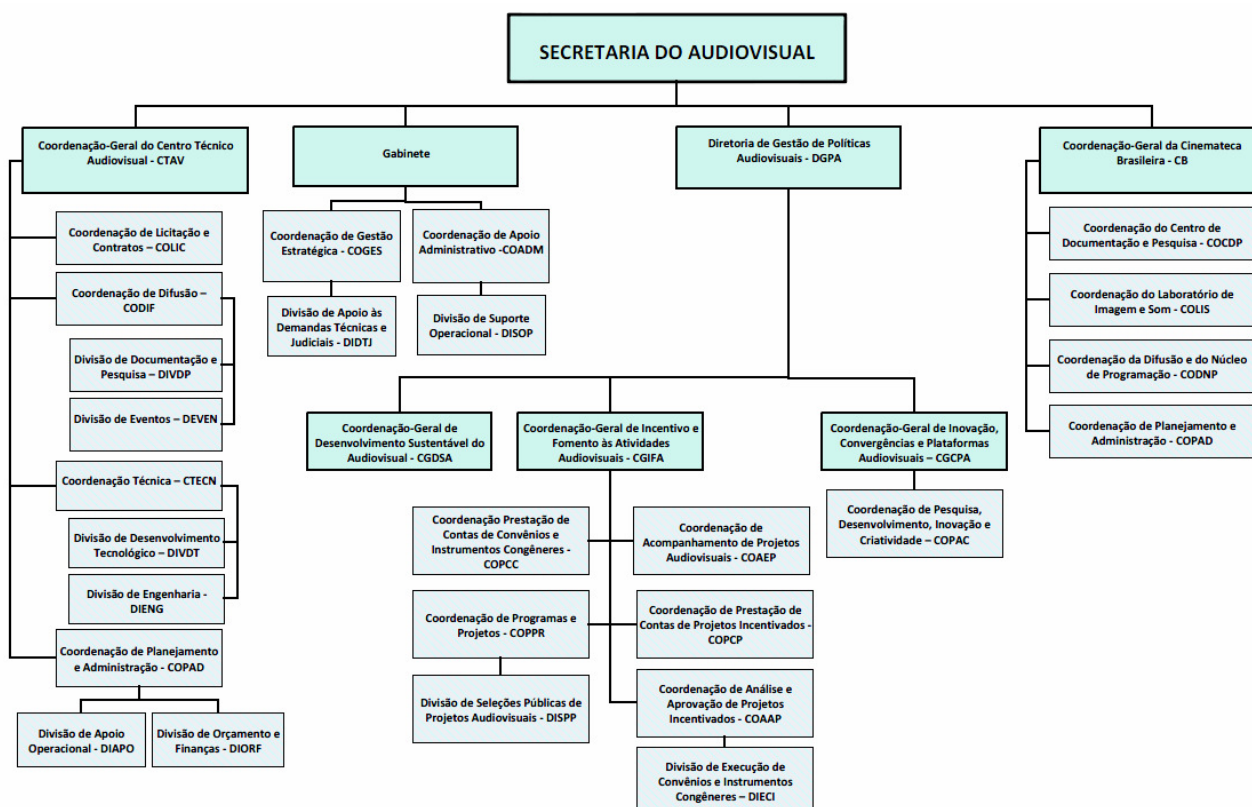 SECRETARIA DO AUDIOVISUAL
Coordenação-Geral do Centro Técnico
Audiovisual - CTAV
Gabinete
Diretoria de Gestão de Políticas
Audiovisuais - DGPA
Coordenação-Geral da Cinemateca
Brasileira - CB
Coordenação de Licitação e
Contratos – COLIC
Coordenação de Difusão –
CODIF
Divisão de Documentação e
Pesquisa – DIVDP
Divisão de Eventos – DEVEN
Coordenação Técnica – CTECN
Divisão de Desenvolvimento
Tecnológico – DIVDT
Divisão de Engenharia -
DIENG
Coordenação de Planejamento
e Administração - COPAD
Divisão de Apoio
Operacional - DIAPO
Divisão de Orçamento e
Finanças - DIORF
Coordenação de Gestão
Estratégica - COGES
Divisão de Apoio às
Demandas Técnicas e
Judiciais - DIDTJ
Coordenação de Apoio
Administrativo -COADM
Divisão de Suporte
Operacional - DISOP
Coordenação-Geral de
Desenvolvimento Sustentável do
Audiovisual - CGDSA
Coordenação-Geral de Incentivo e
Fomento às Atividades
Audiovisuais - CGIFA
Coordenação-Geral de Inovação,
Convergências e Plataformas
Audiovisuais – CGCPA
Coordenação Prestação de
Contas de Convênios e
Instrumentos Congêneres -
COPCC
Coordenação de
Acompanhamento de Projetos
Audiovisuais - COAEP
Coordenação de Programas e
Projetos - COPPR
Coordenação de Prestação de
Contas de Projetos Incentivados -
COPCP
Divisão de Seleções Públicas de
Projetos Audiovisuais - DISPP
Coordenação de Análise e
Aprovação de Projetos
Incentivados - COAAP
Divisão de Execução de
Convênios e Instrumentos
Congêneres – DIECI
Coordenação de Pesquisa,
Desenvolvimento, Inovação e
Criatividade – COPAC
Coordenação do Centro de
Documentação e Pesquisa - COCDP
Coordenação do Laboratório de
Imagem e Som - COLIS
Coordenação da Difusão e do Núcleo
de Programação - CODNP
Coordenação de Planejamento e
Administração - COPAD